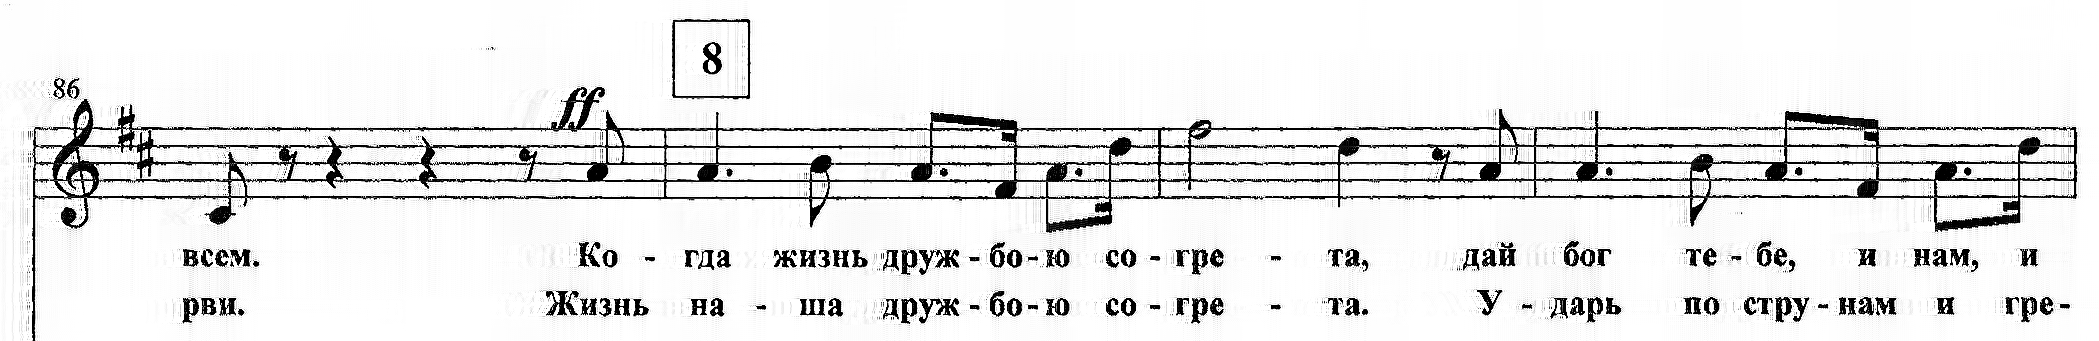 8
86
ff
всем. Ко - гда жизнь друж - бо - ю со - гре - та, дай бог те - бе, и нам, и
рви. Жизнь на - ша друж - бо - ю со - гре - та. У - дарь по стру - нам и гре -